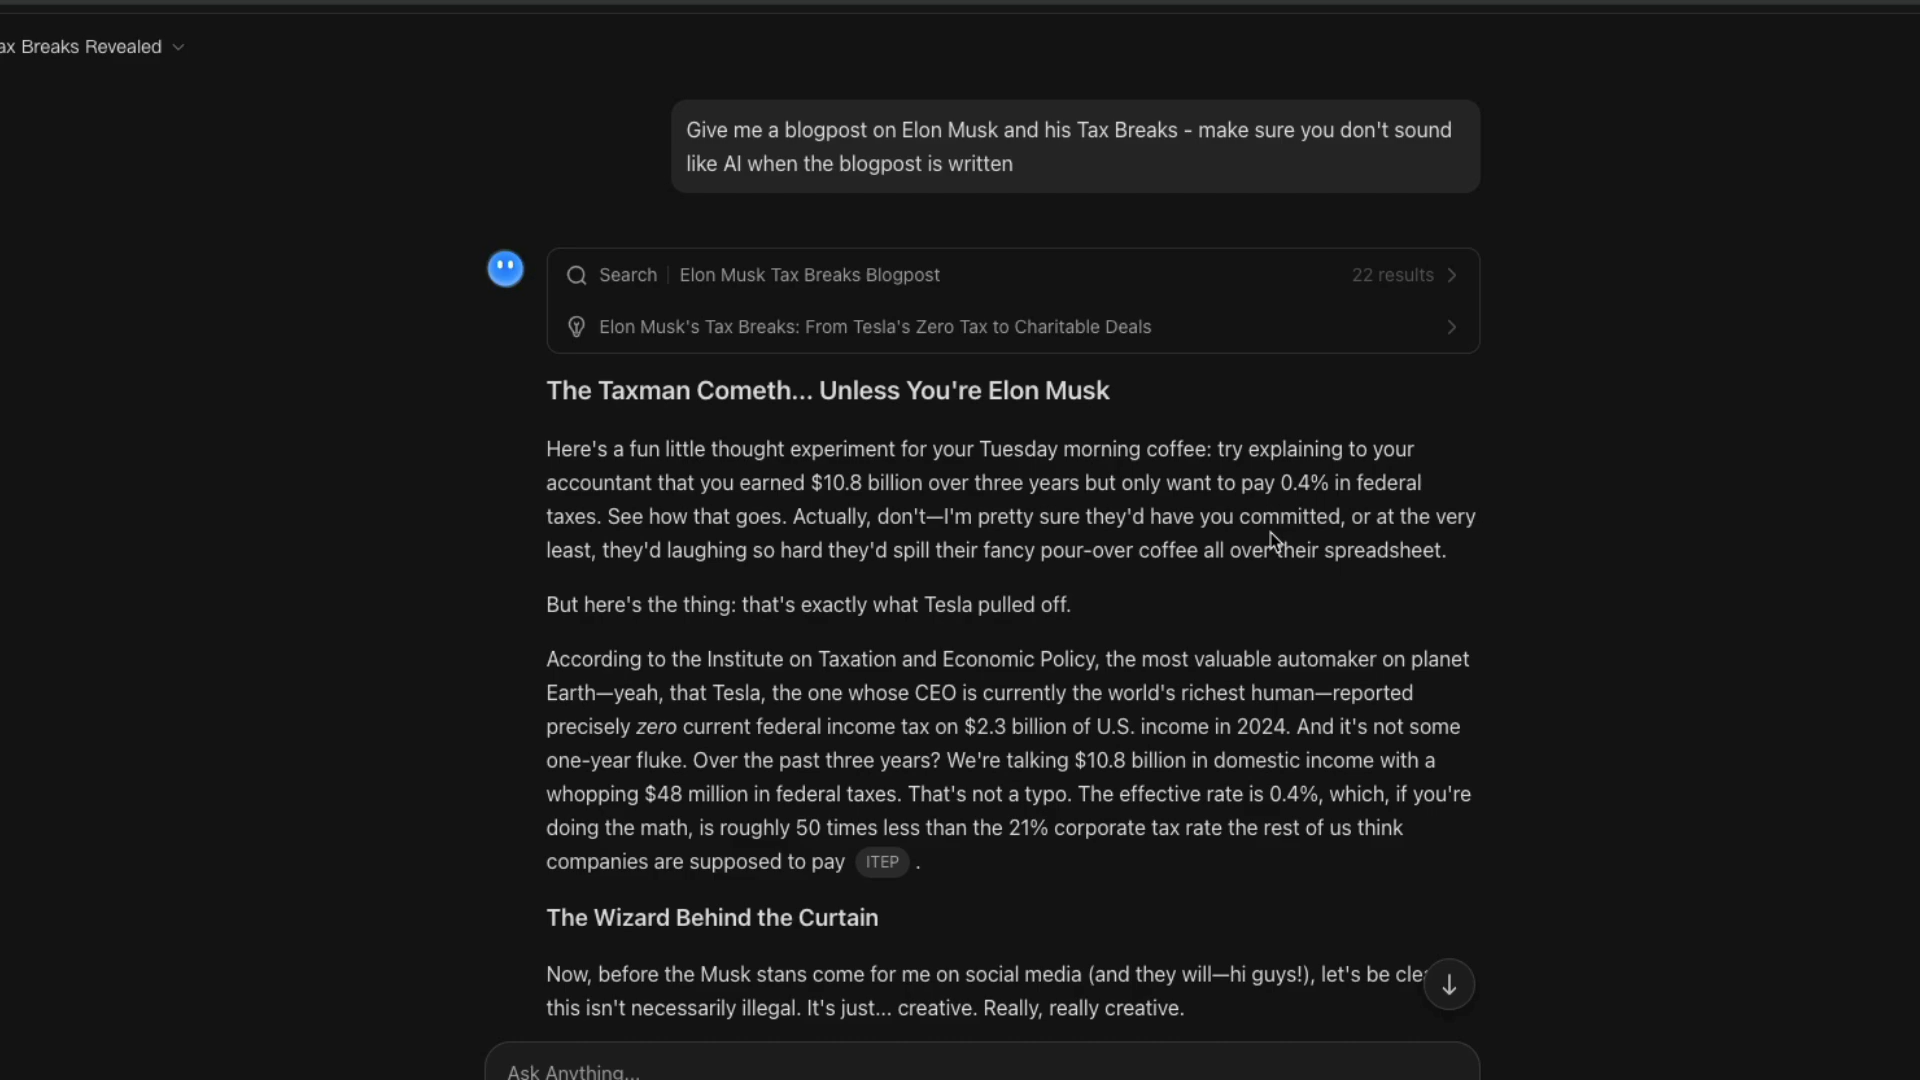 ax Breaks Revealed
Give me a blogpost on Elon Musk and his Tax Breaks - make sure you don't sound
like AI when the blogpost is written
Search Elon Musk Tax Breaks Blogpost 22 results
Elon Musk's Tax Breaks: From Tesla's Zero Tax to Charitable Deals
The Taxman Cometh... Unless You're Elon Musk
Here's a fun little thought experiment for your Tuesday morning coffee: try explaining to your
accountant that you earned $10.8 billion over three years but only want to pay 0.4% in federal
taxes. See how that goes. Actually, don't—I'm pretty sure they'd have you committed, or at the very
least, they'd laughing so hard they'd spill their fancy pour-over coffee all over their spreadsheet.
But here's the thing: that's exactly what Tesla pulled off.
According to the Institute on Taxation and Economic Policy, the most valuable automaker on planet
Earth—yeah, that Tesla, the one whose CEO is currently the world's richest human—reported
precisely zero current federal income tax on $2.3 billion of U.S. income in 2024. And it's not some
one-year fluke. Over the past three years? We're talking $10.8 billion in domestic income with a
whopping $48 million in federal taxes. That's not a typo. The effective rate is 0.4%, which, if you're
doing the math, is roughly 50 times less than the 21% corporate tax rate the rest of us think
companies are supposed to pay ITEP .
The Wizard Behind the Curtain
Now, before the Musk stans come for me on social media (and they will—hi guys!), let's be
this isn't necessarily illegal. It's just... creative. Really, really creative.
Ask Anything...